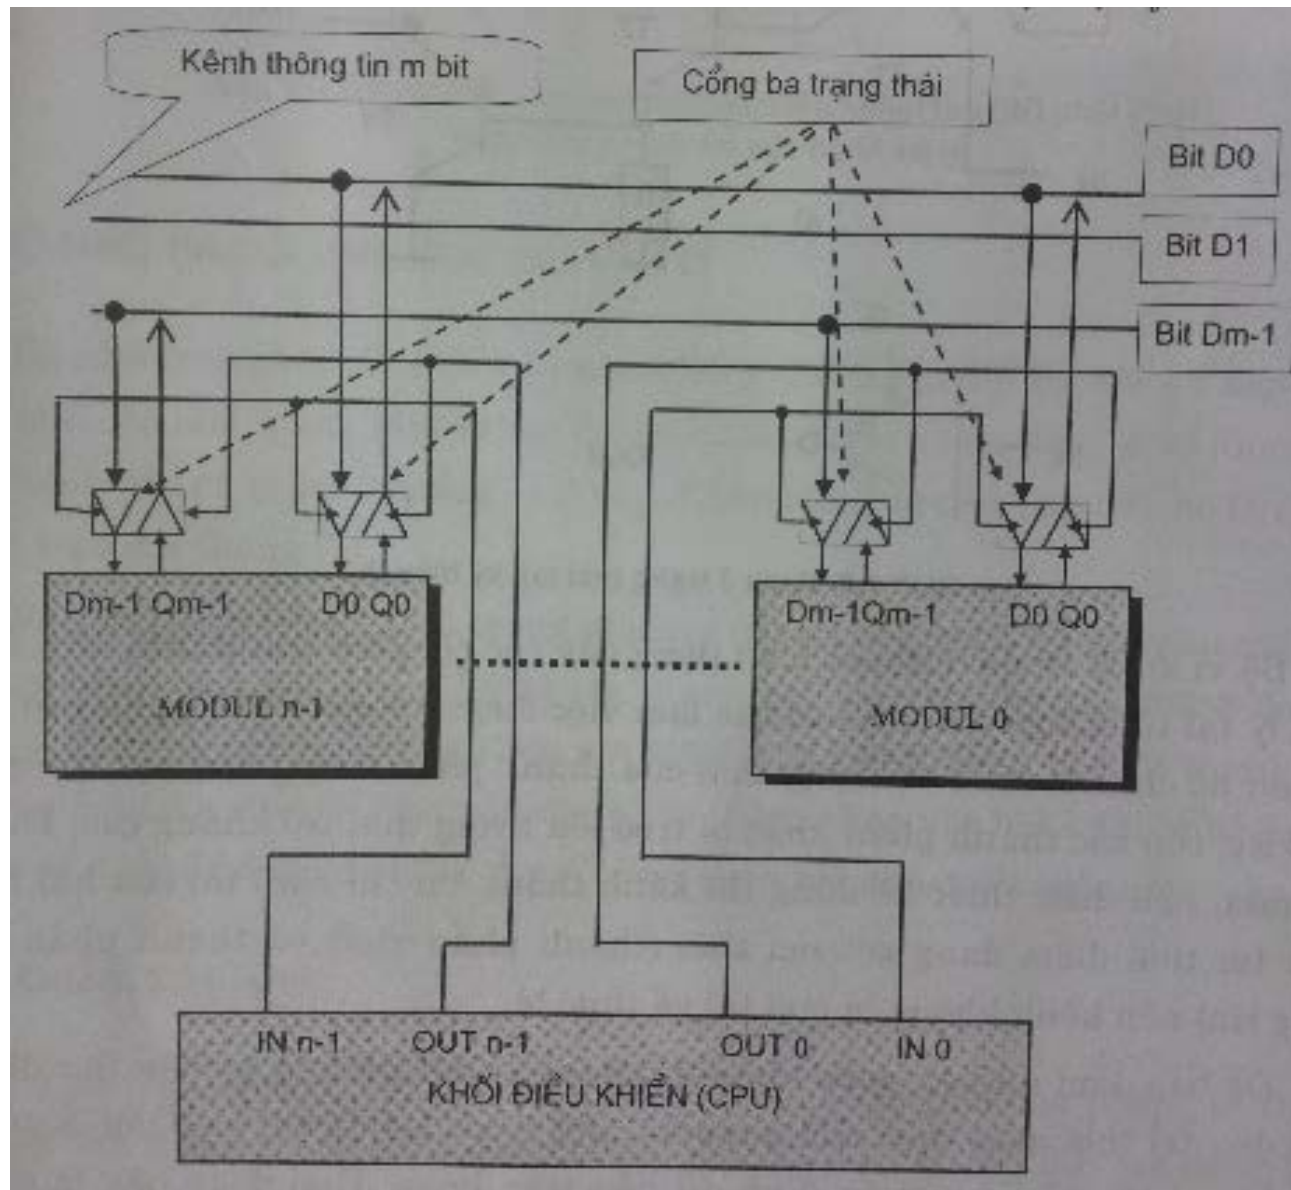 Kênh thông tin m bit
Cổng ba trạng thái
Bit D0
Bit D1
Bit Dm-1
Dm-1 Qm-1 D0 Q0
Dm-1Qm-1 D0 Q0
MODUL n-1
MODUL 0
IN n-1 OUT n-1 OUT 0 IN 0
KHỐI ĐIỀU KHIỂN (CPU)